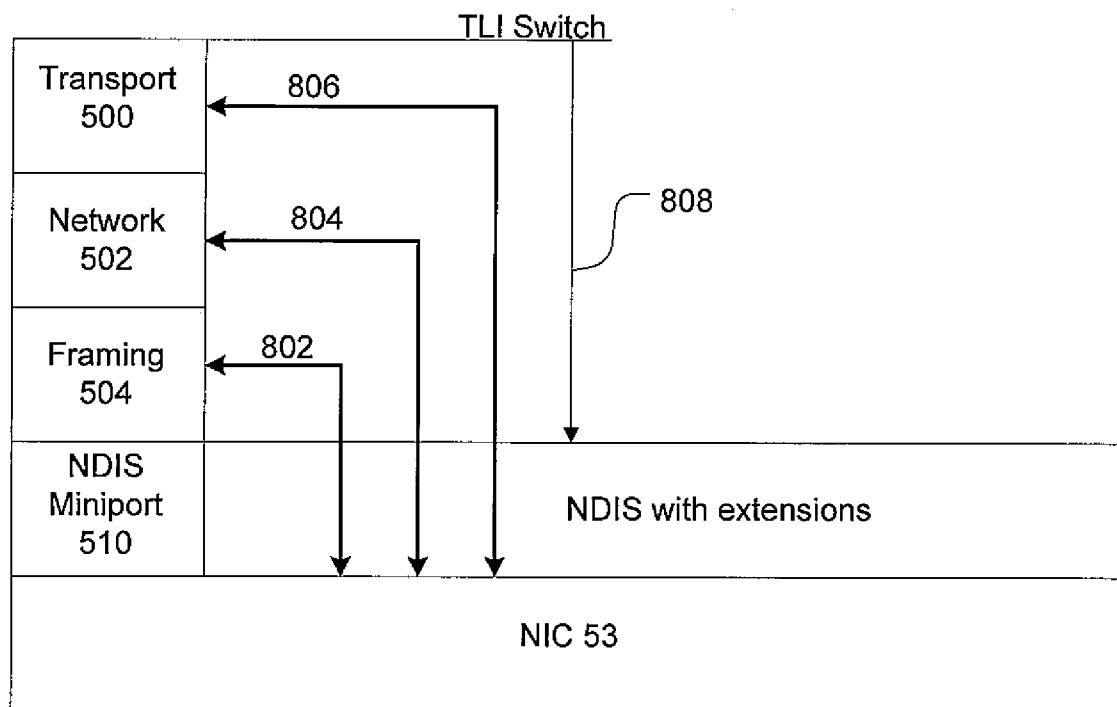 TLI Switch
Transport
500
806
808
Network
502
804
Framing
504
802
NDIS
Miniport
510
NDIS with extensions
NIC 53